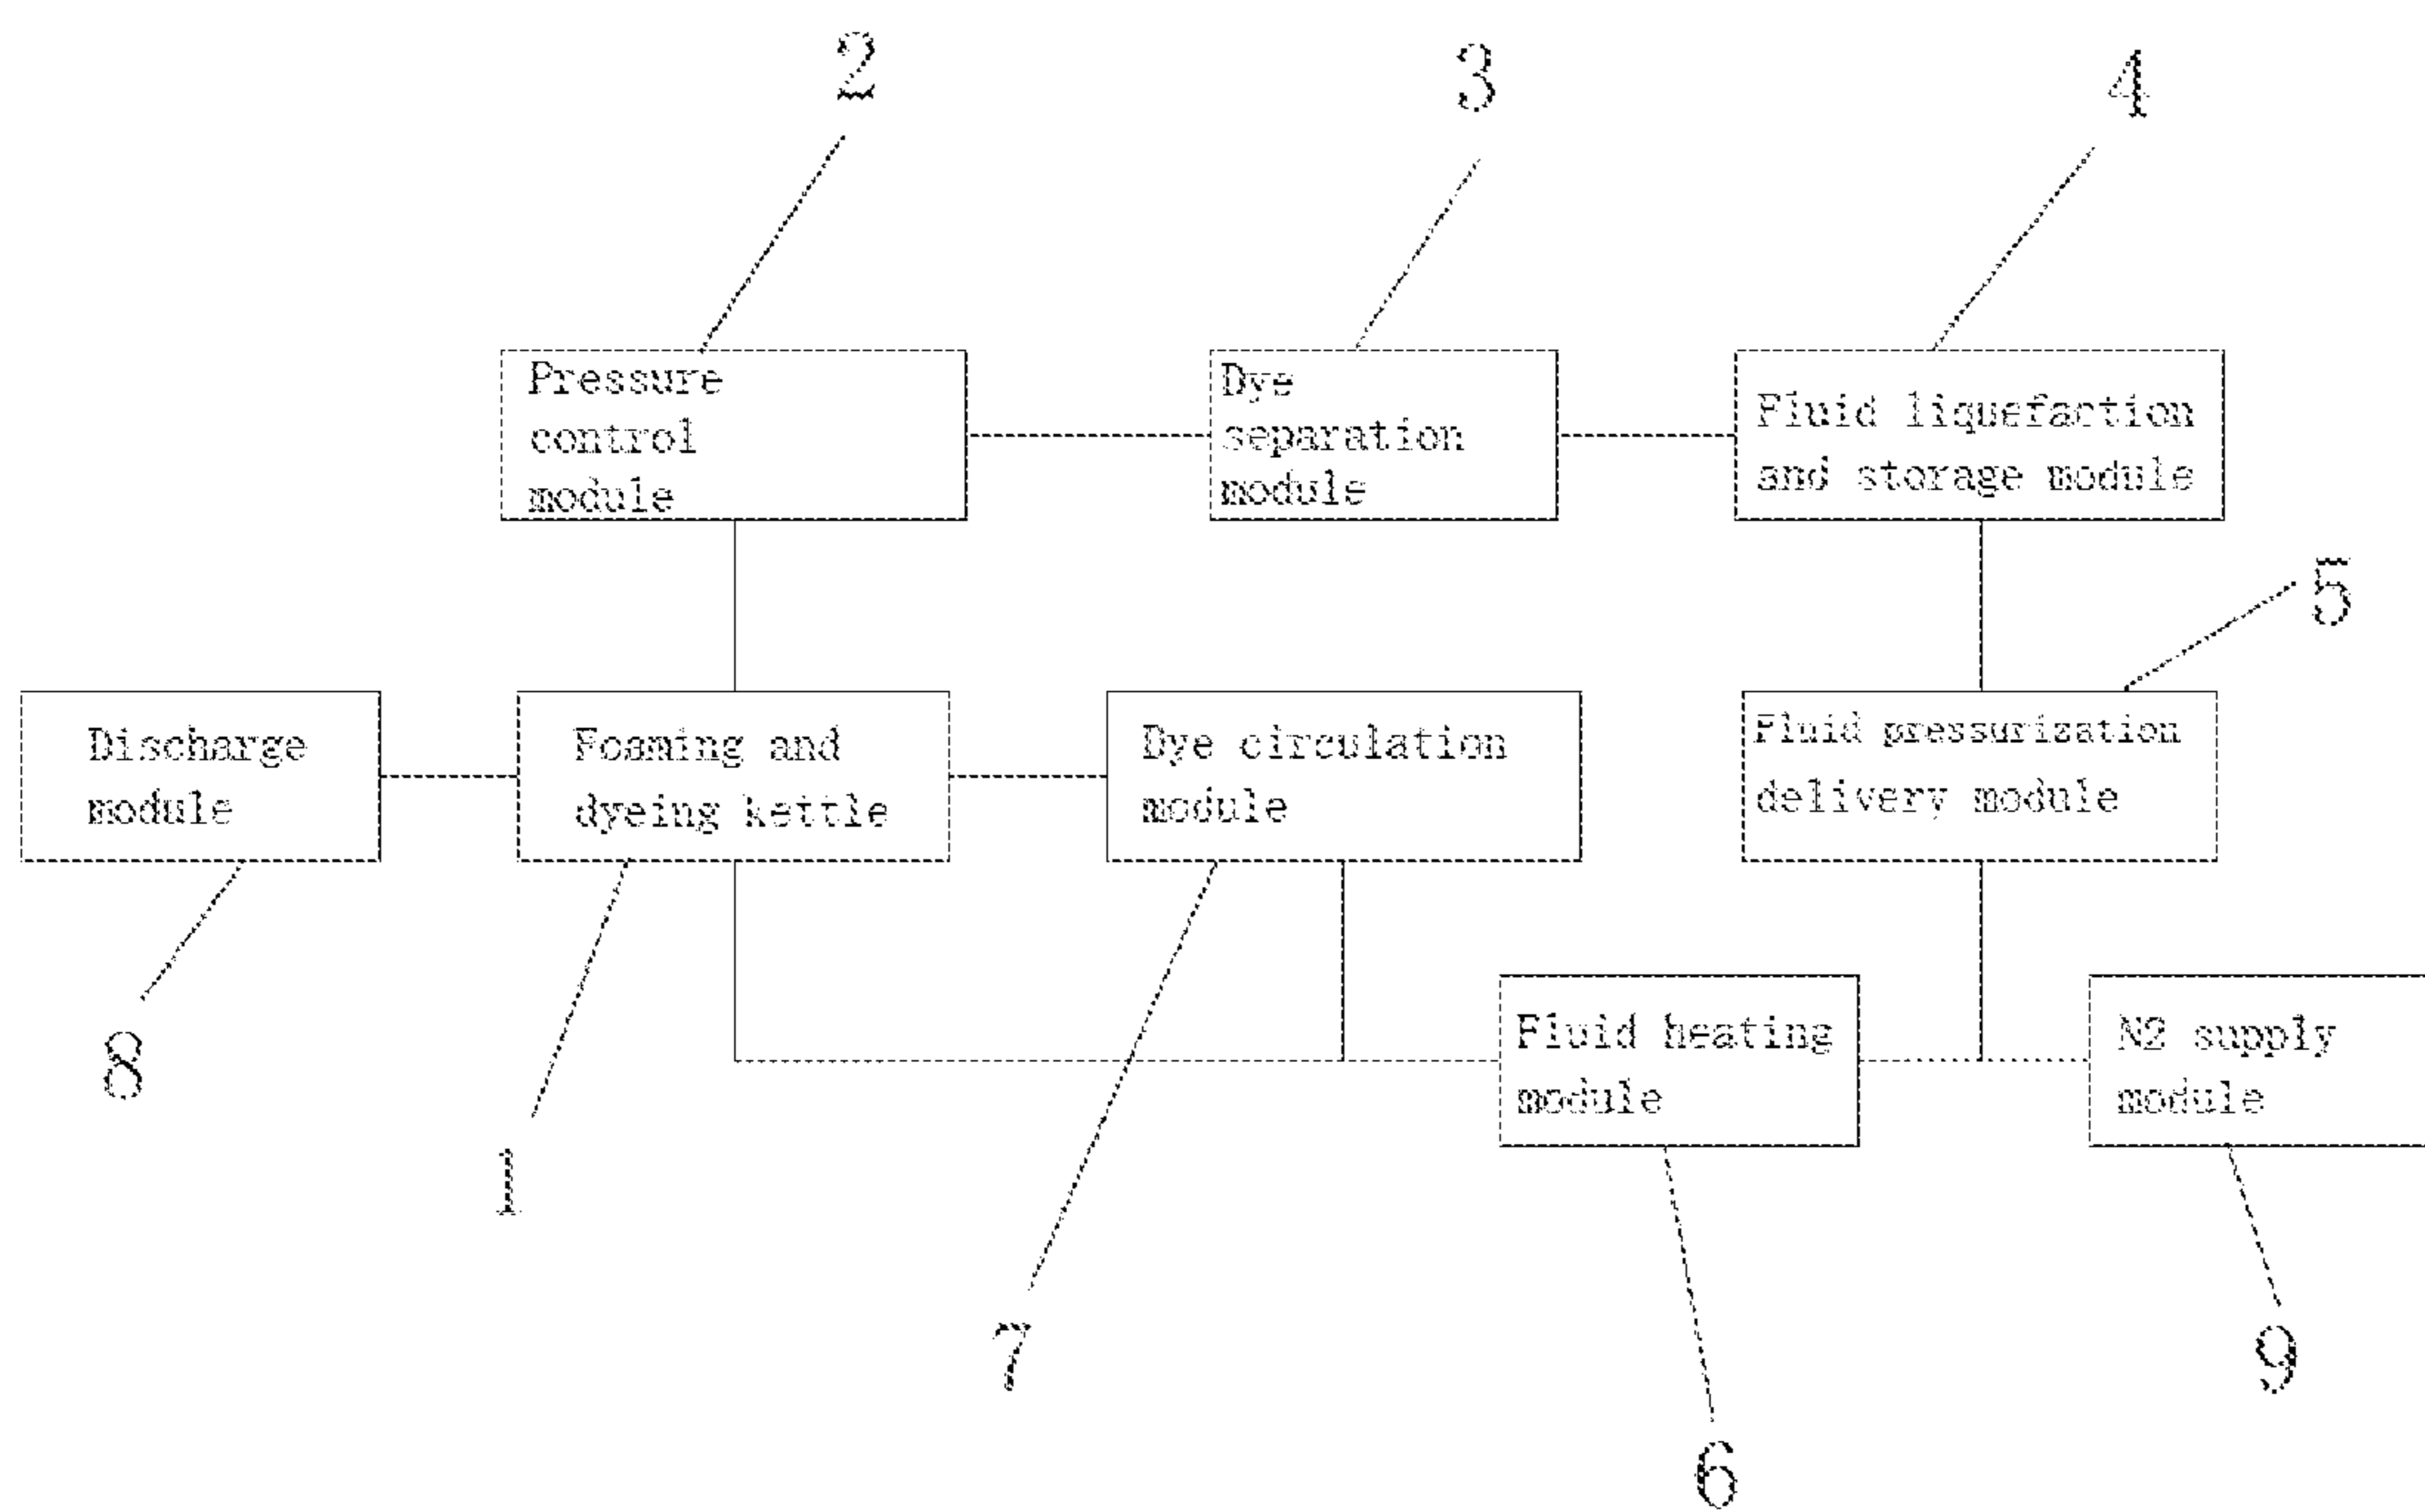 2
3
4
Pressure
control
module
Dye
separation
module
Fluid liquefaction
and storage module
5
Discharge
module
Foaming and
dyeing kettle
Dye circulation
module
Fluid pressurization
delivery module
Fluid heating
module
N2 supply
module
8
1
7
6
9